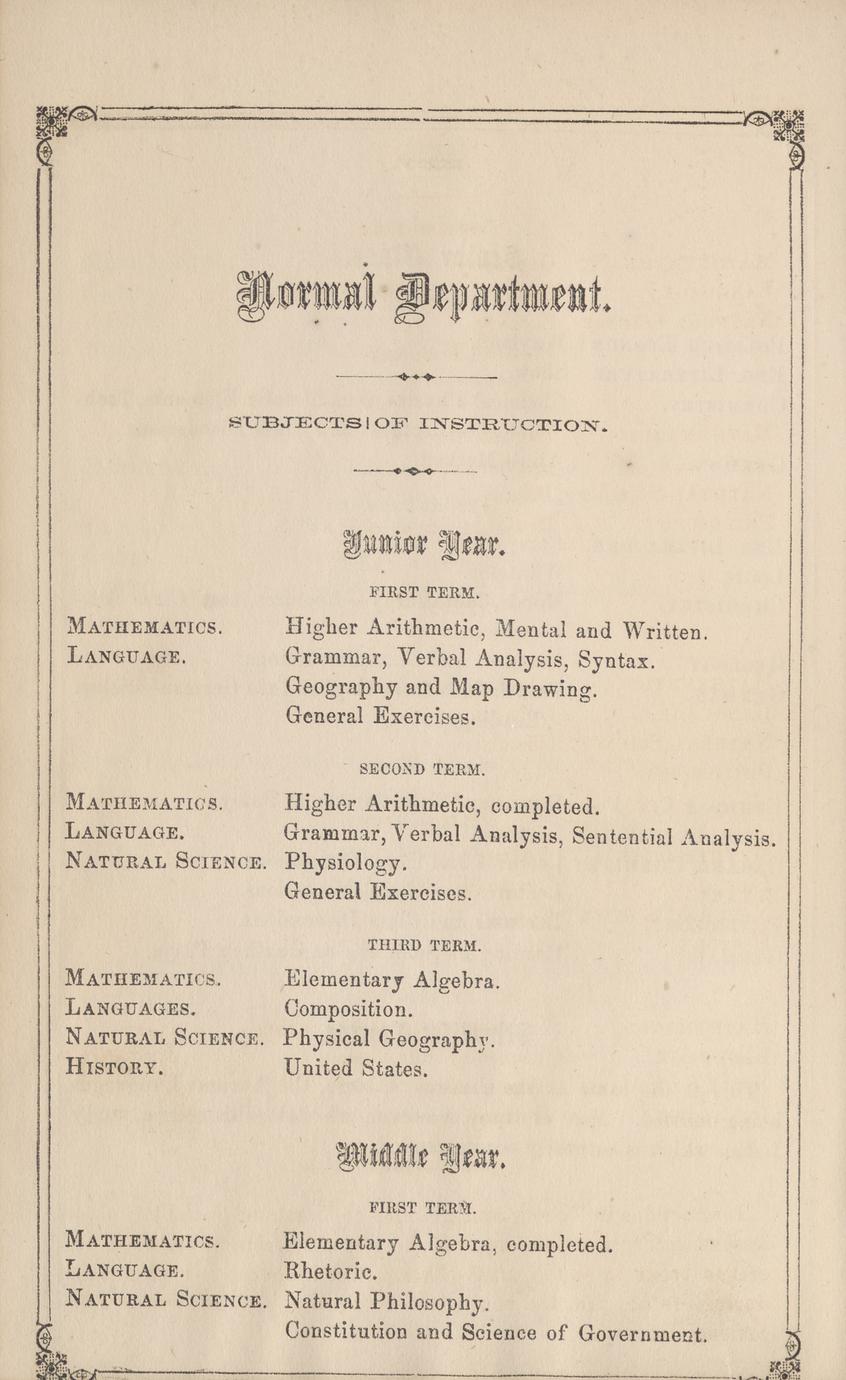 Normal Department.
SUBJECTS OF INSTRUCTION.
Junior Year.
FIRST TERM.
MATHEMATICS. Higher Arithmetic, Mental and Written.
LANGUAGE. Grammar, Verbal Analysis, Syntax.
Geography and Map Drawing.
General Exercises.
SECOND TERM.
MATHEMATICS. Higher Arithmetic, completed.
LANGUAGE. Grammar, Verbal Analysis, Sentential Analysis.
NATURAL SCIENCE. Physiology.
General Exercises.
THIRD TERM.
MATHEMATICS. Elementary Algebra.
LANGUAGES. Composition.
NATURAL SCIENCE. Physical Geography.
HISTORY. United States.
Middle Year.
FIRST TERM.
MATHEMATICS. Elementary Algebra, completed.
LANGUAGE. Rhetoric.
NATURAL SCIENCE. Natural Philosophy.
Constitution and Science of Government.